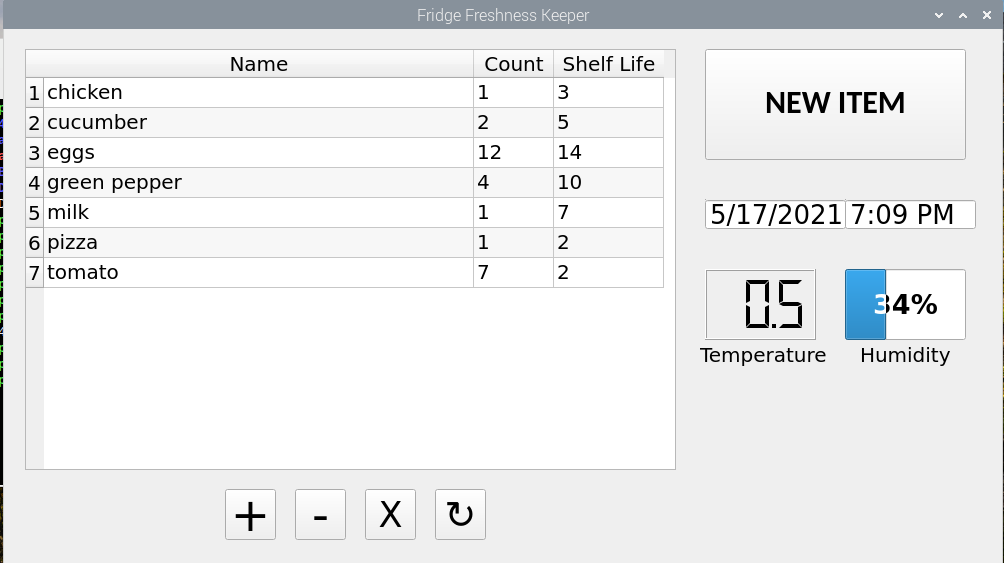 Fridge Freshness Keeper
Name Count Shelf Life
1 chicken 1 3
2 cucumber 2 5
3 eggs 12 14
4 green pepper 4 10
5 milk 1 7
6 pizza 1 2
7 tomato 7 2
+ - X ↻
NEW ITEM
5/17/2021 7:09 PM
0.5 34%
Temperature Humidity